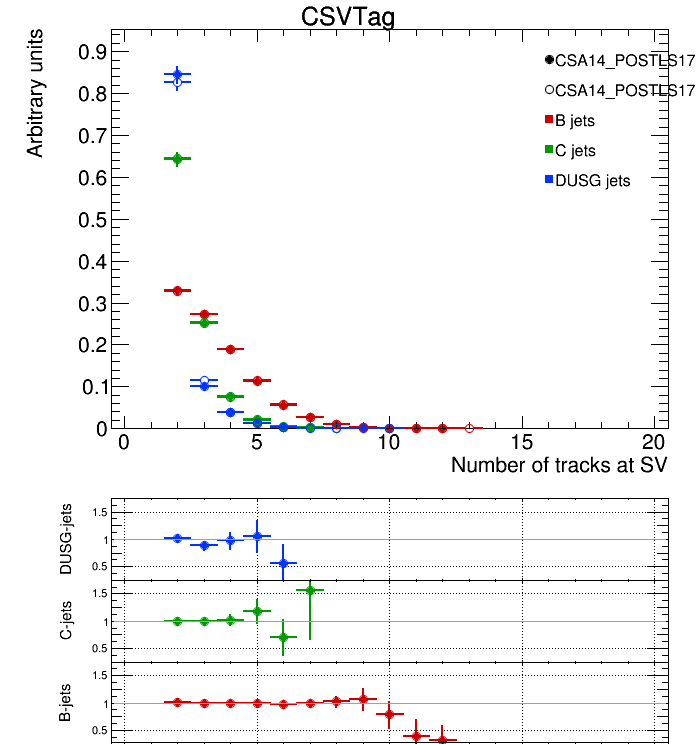 CSVTag
Arbitrary units
0.9
0.8
0.7
0.6
0.5
0.4
0.3
0.2
0.1
0
CSA14_POSTLS17
CSA14_POSTLS17
B jets
C jets
DUSG jets
0 5 10 15 20
Number of tracks at SV
DUSG-jets
1.5
1
0.5
C-jets
1.5
1
0.5
B-jets
1.5
1
0.5